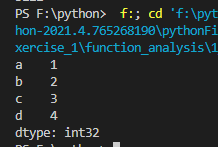 PS F:\python> f:; cd 'f:\pyt
hon-2021.4.765268190\pythonFi
xercise_1\function_analysis\1
a 1
b 2
c 3
d 4
dtype: int32